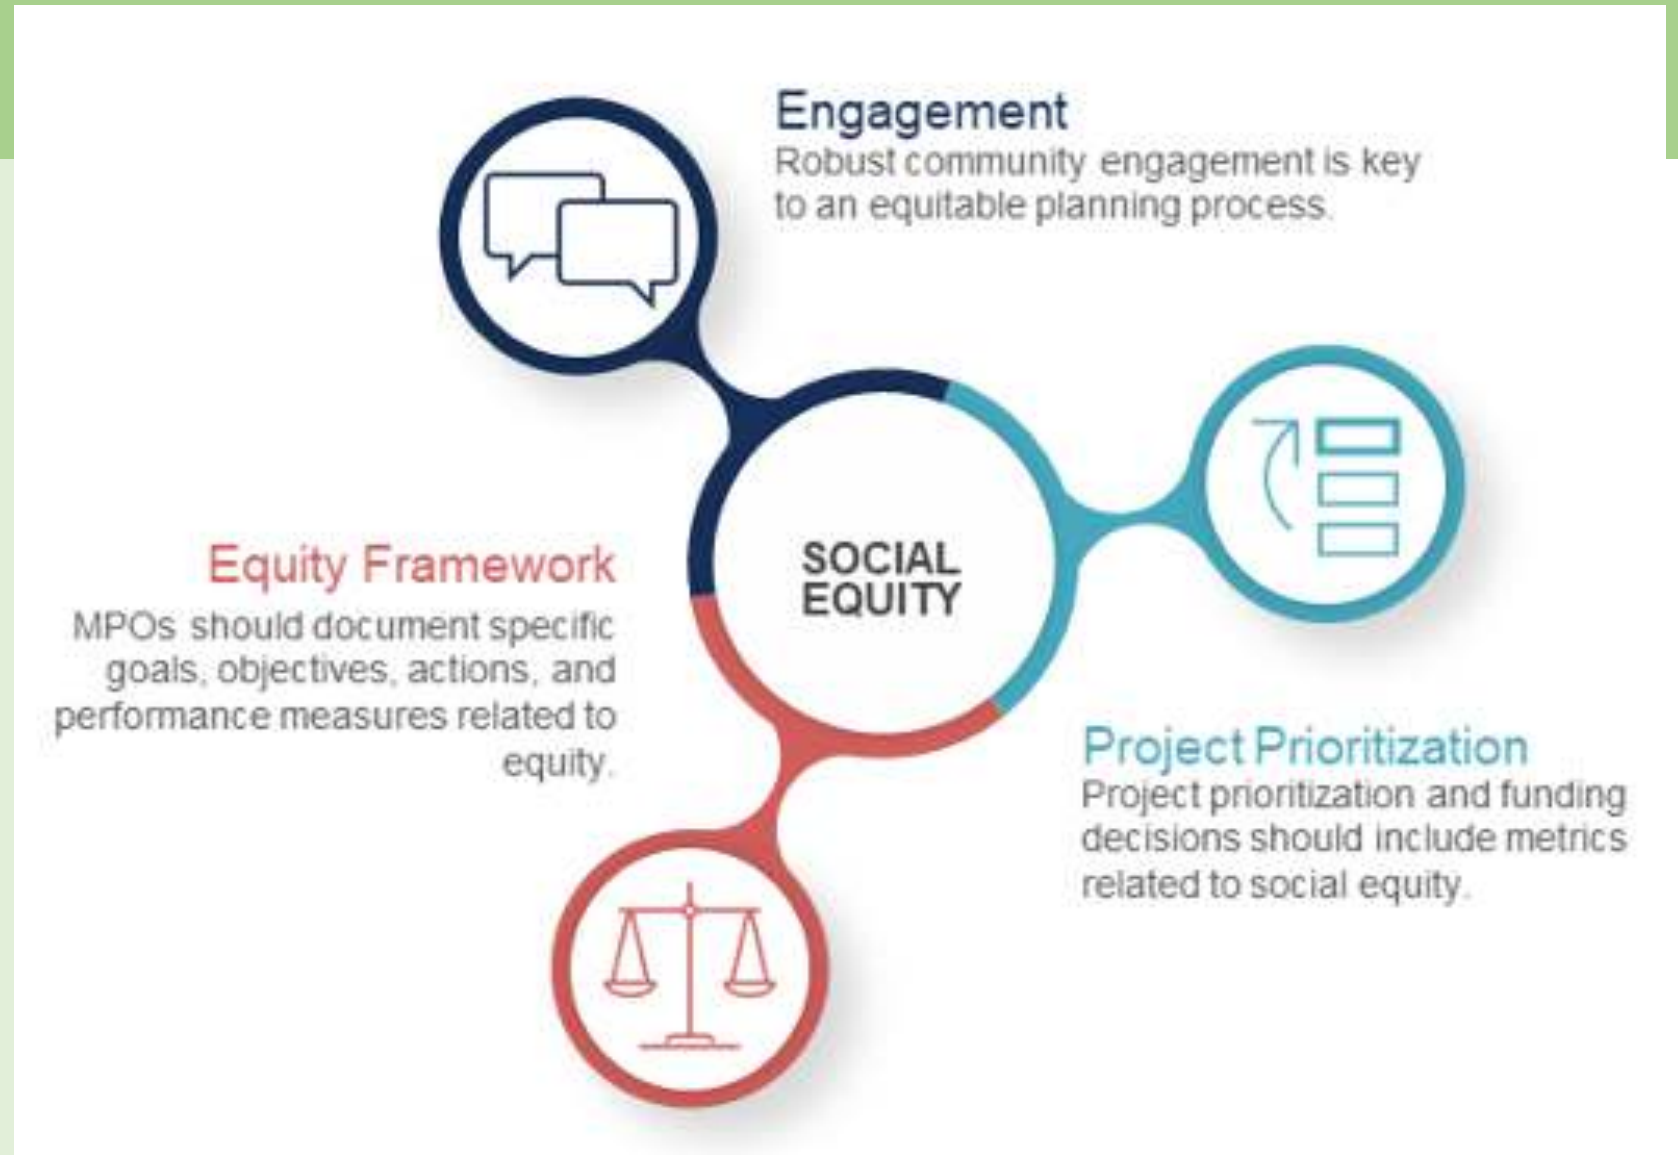 Engagement
Robust community engagement is key
to an equitable planning process.
SOCIAL
EQUITY
Equity Framework
MPOs should document specific
goals, objectives, actions, and
performance measures related to
equity.
Project Prioritization
Project prioritization and funding
decisions should include metrics
related to social equity.